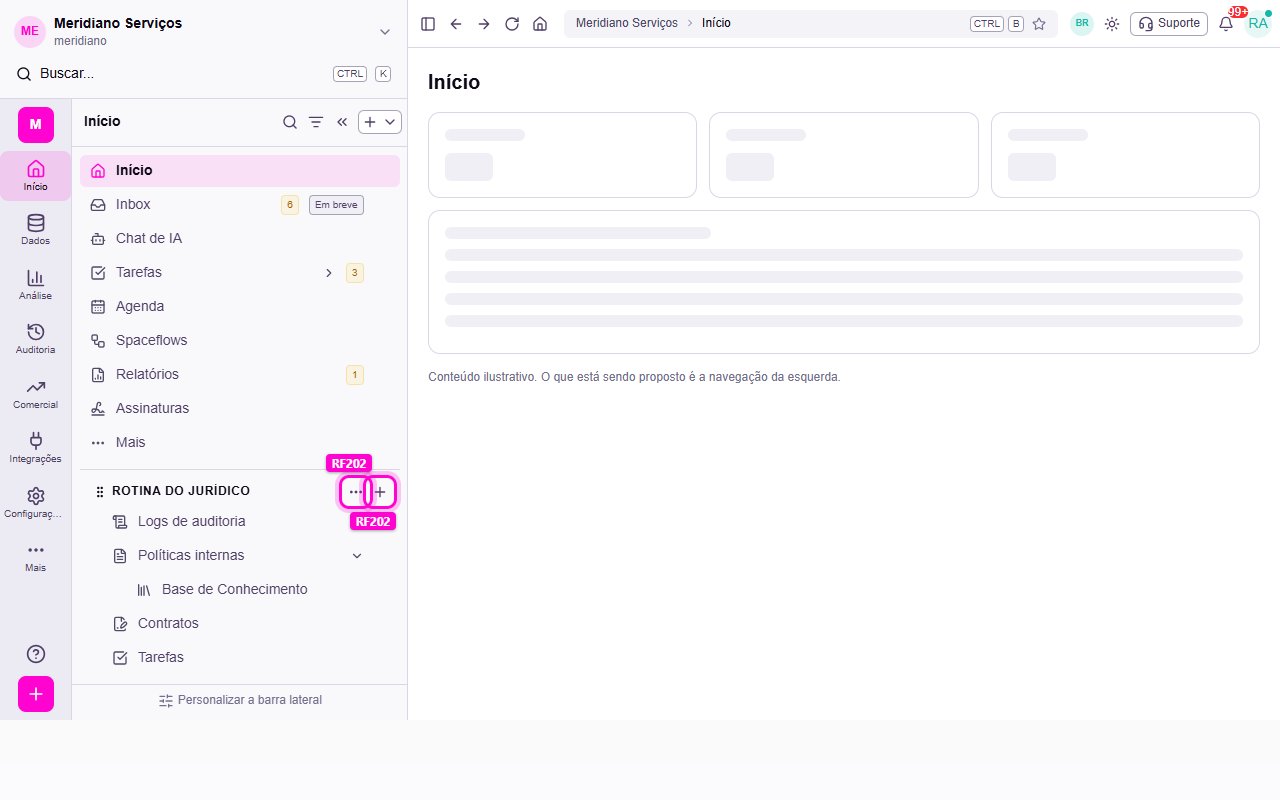 ME
Meridiano Serviços
meridiano
Buscar...
CTRL K
M
Início
Dados
Análise
Auditoria
Comercial
Integrações
Configuraç...
Mais
Início
Início
Inbox 6 Em breve
Chat de IA
Tarefas 3
Agenda
Spaceflows
Relatórios 1
Assinaturas
Mais
RF202
ROTINA DO JURÍDICO
RF202
Logs de auditoria
Políticas internas
Base de Conhecimento
Contratos
Tarefas
Personalizar a barra lateral
Meridiano Serviços Início CTRL B
BR
Suporte
99+
RA
Início
Conteúdo ilustrativo. O que está sendo proposto é a navegação da esquerda.